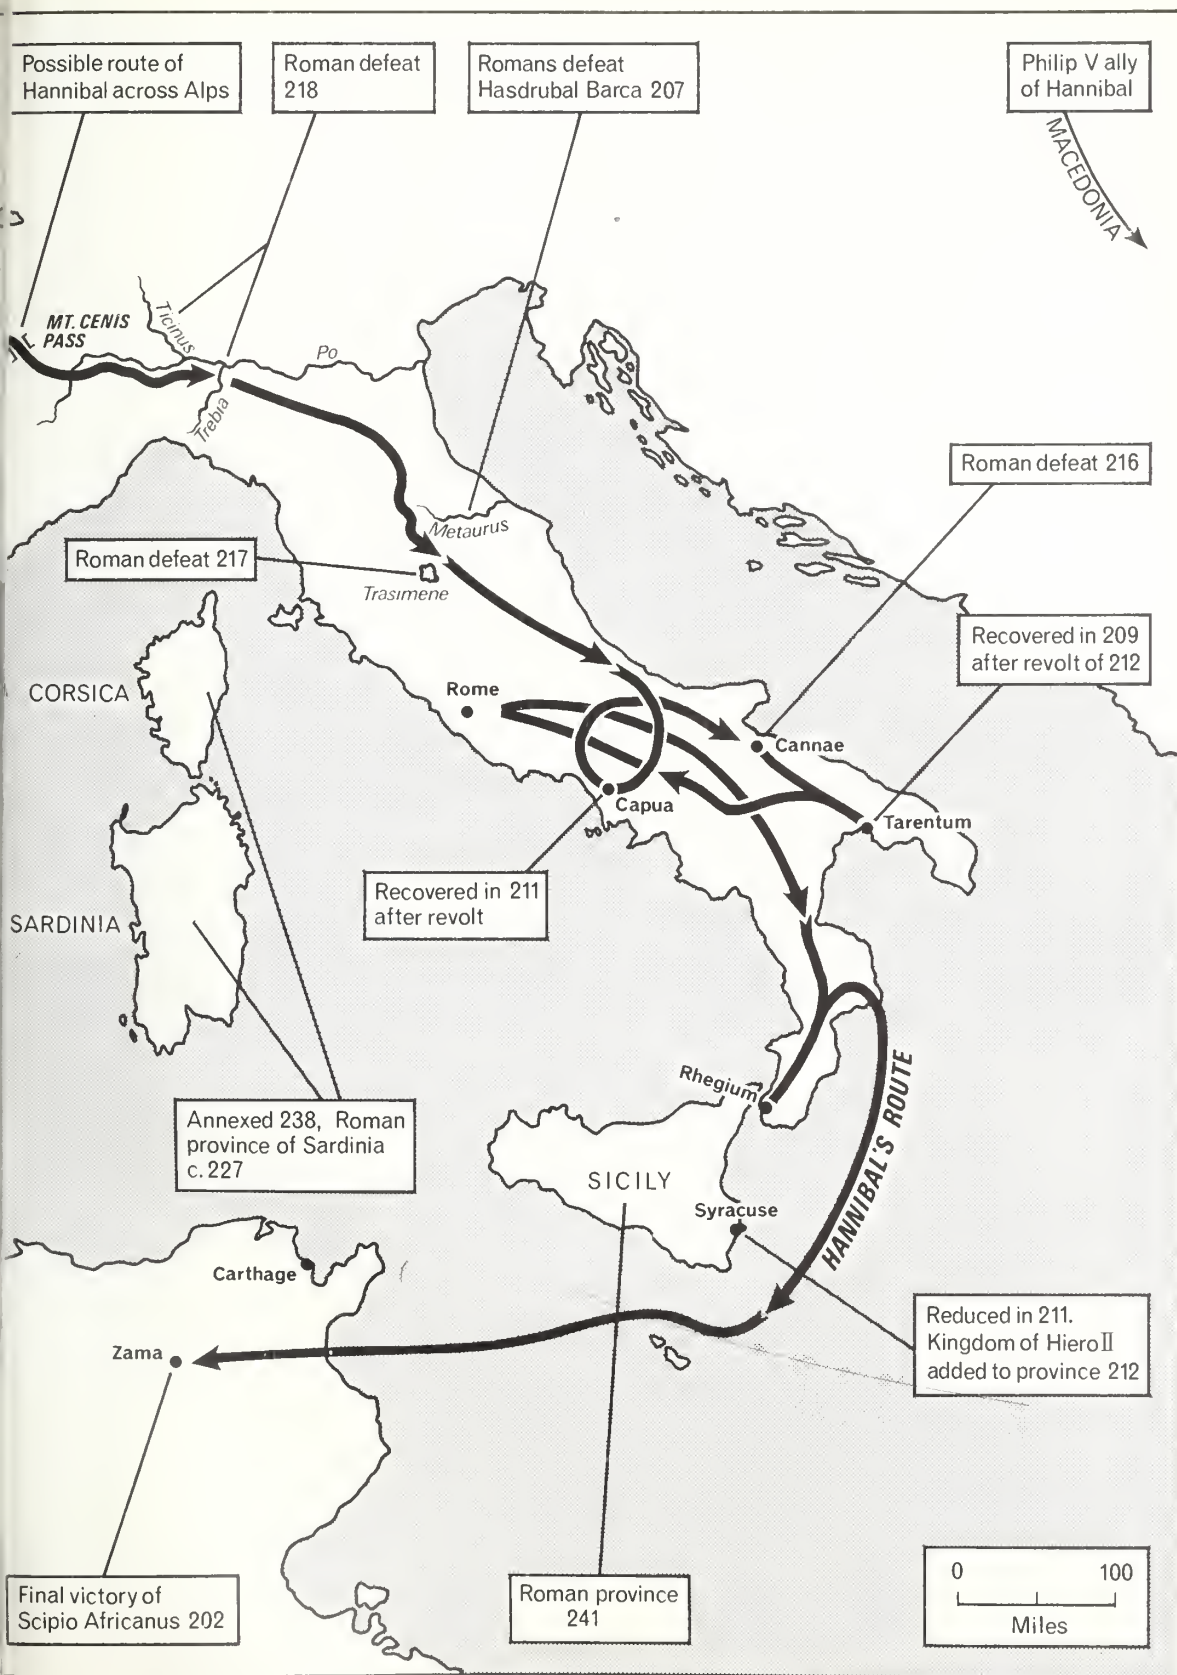 Possible route of
Hannibal across Alps
Roman defeat
218
Romans defeat
Hasdrubal Barca 207
Philip V ally
of Hannibal
MACEDONIA
MT. CENIS
PASS
Ticinus
Po
Trebia
Roman defeat 216
Metaurus
Roman defeat 217
Trasimene
Recovered in 209
after revolt of 212
CORSICA
Rome
Cannae
Capua
Tarentum
Recovered in 211
after revolt
SARDINIA
Rhegium
HANNIBAL'S ROUTE
Annexed 238, Roman
province of Sardinia
c.227
SICILY
Syracuse
Carthage
Reduced in 211.
Kingdom of Hiero II
added to province 212
Zama
Final victory of
Scipio Africanus 202
Roman province
241
0 100
Miles